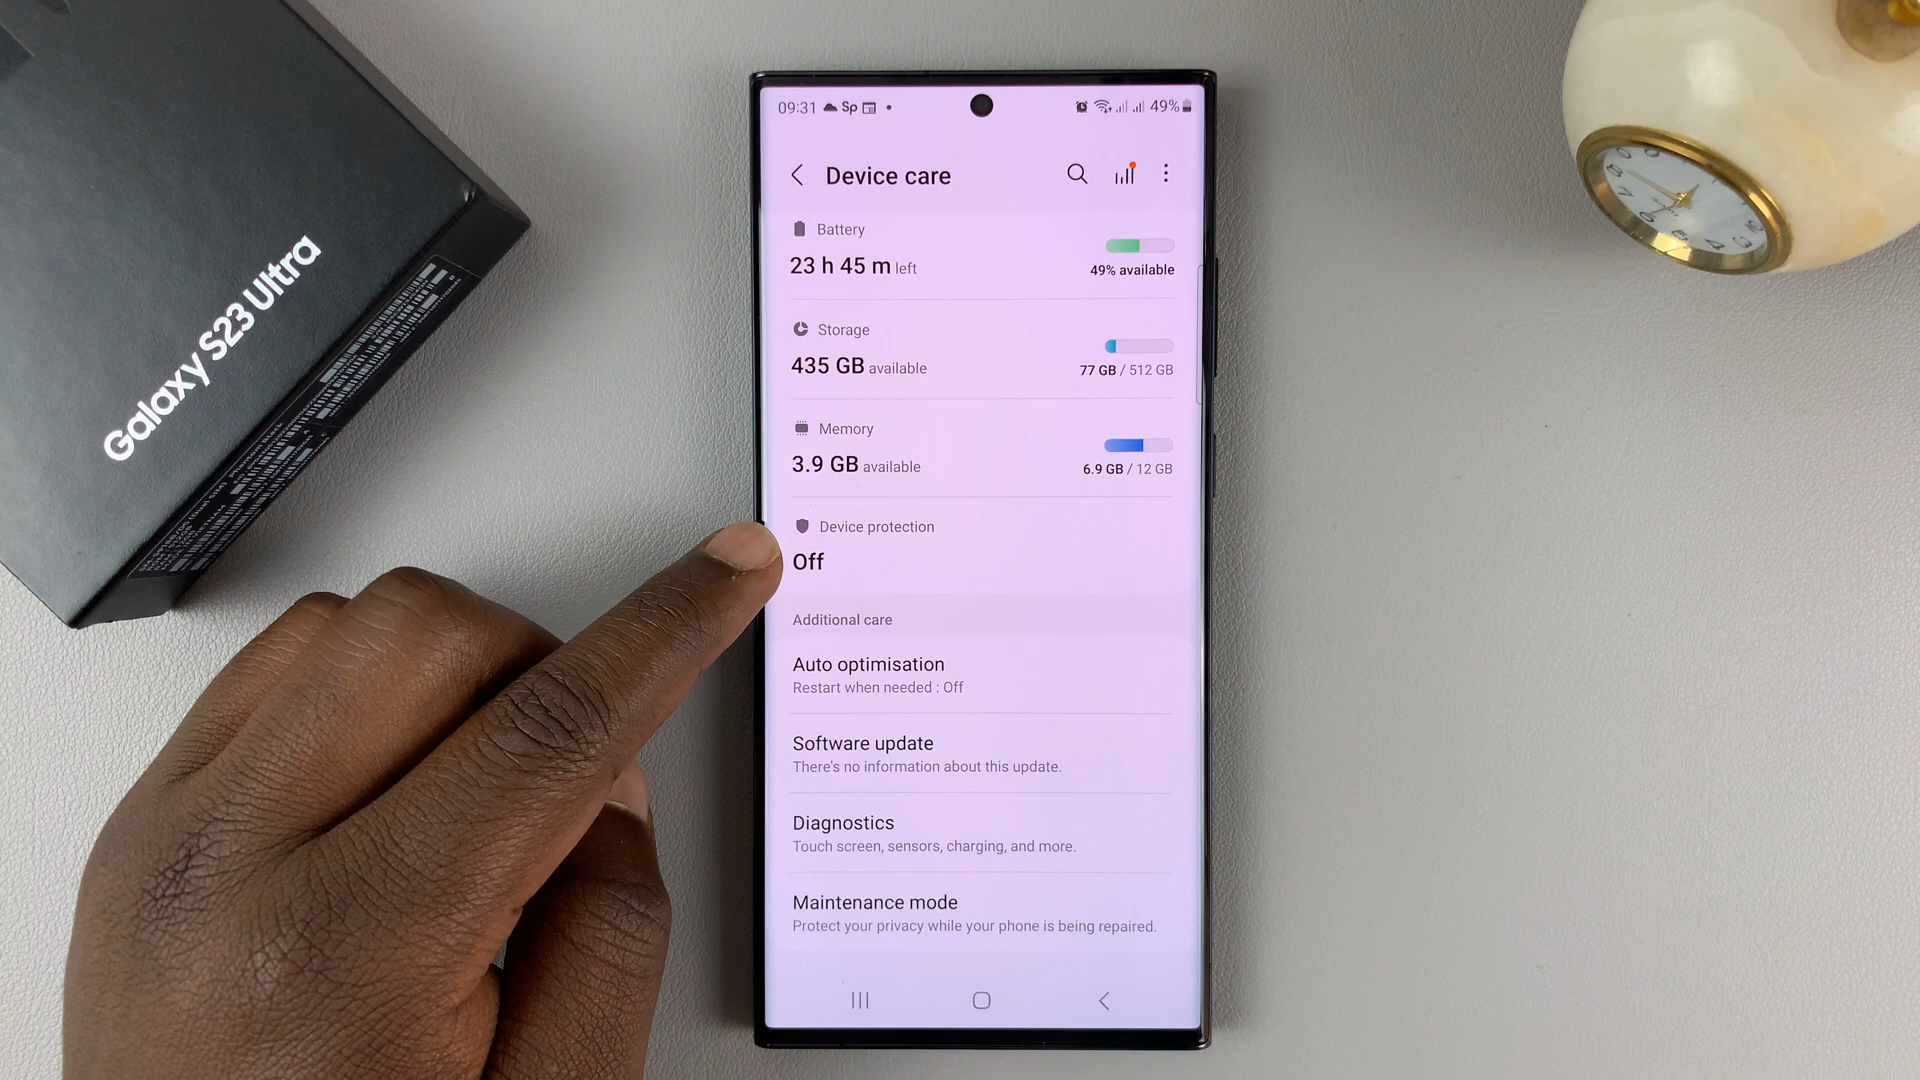 Galaxy S23 Ultra
09:31 Sp 49%
Device care
Battery
23 h 45 m left
49% available
Storage
435 GB available
77 GB / 512 GB
Memory
3.9 GB available
6.9 GB / 12 GB
Device protection
Off
Additional care
Auto optimisation
Restart when needed : Off
Software update
There's no information about this update.
Diagnostics
Touch screen, sensors, charging, and more.
Maintenance mode
Protect your privacy while your phone is being repaired.